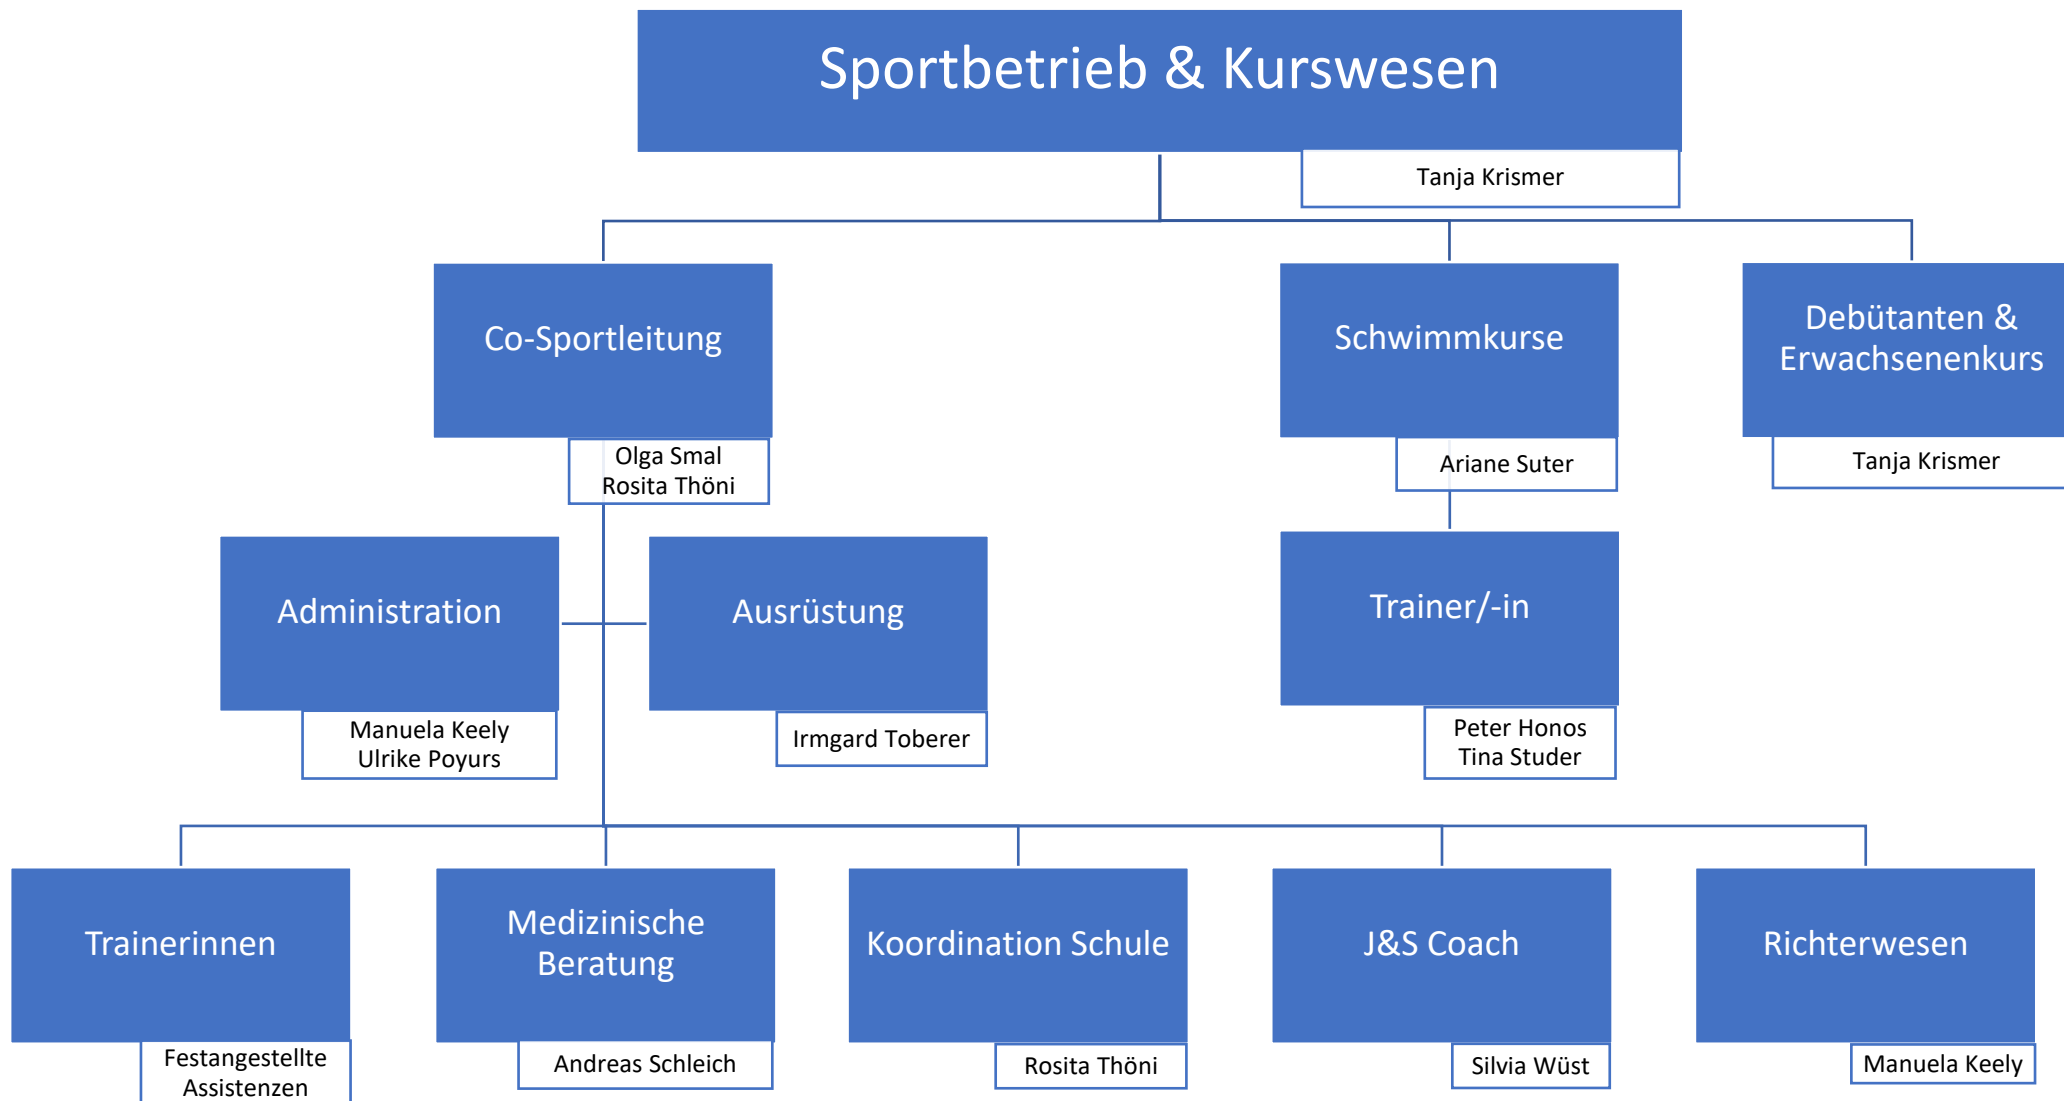 Sportbetrieb & Kurswesen
Tanja Krismer
Co-Sportleitung
Olga Smal
Rosita Thöni
Schwimmkurse
Ariane Suter
Debütanten &
Erwachsenenkurs
Tanja Krismer
Administration
Manuela Keely
Ulrike Poyurs
Ausrüstung
Irmgard Toberer
Trainer/-in
Peter Honos
Tina Studer
Trainerinnen
Festangestellte
Assistenzen
Medizinische
Beratung
Andreas Schleich
Koordination Schule
Rosita Thöni
J&S Coach
Silvia Wüst
Richterwesen
Manuela Keely